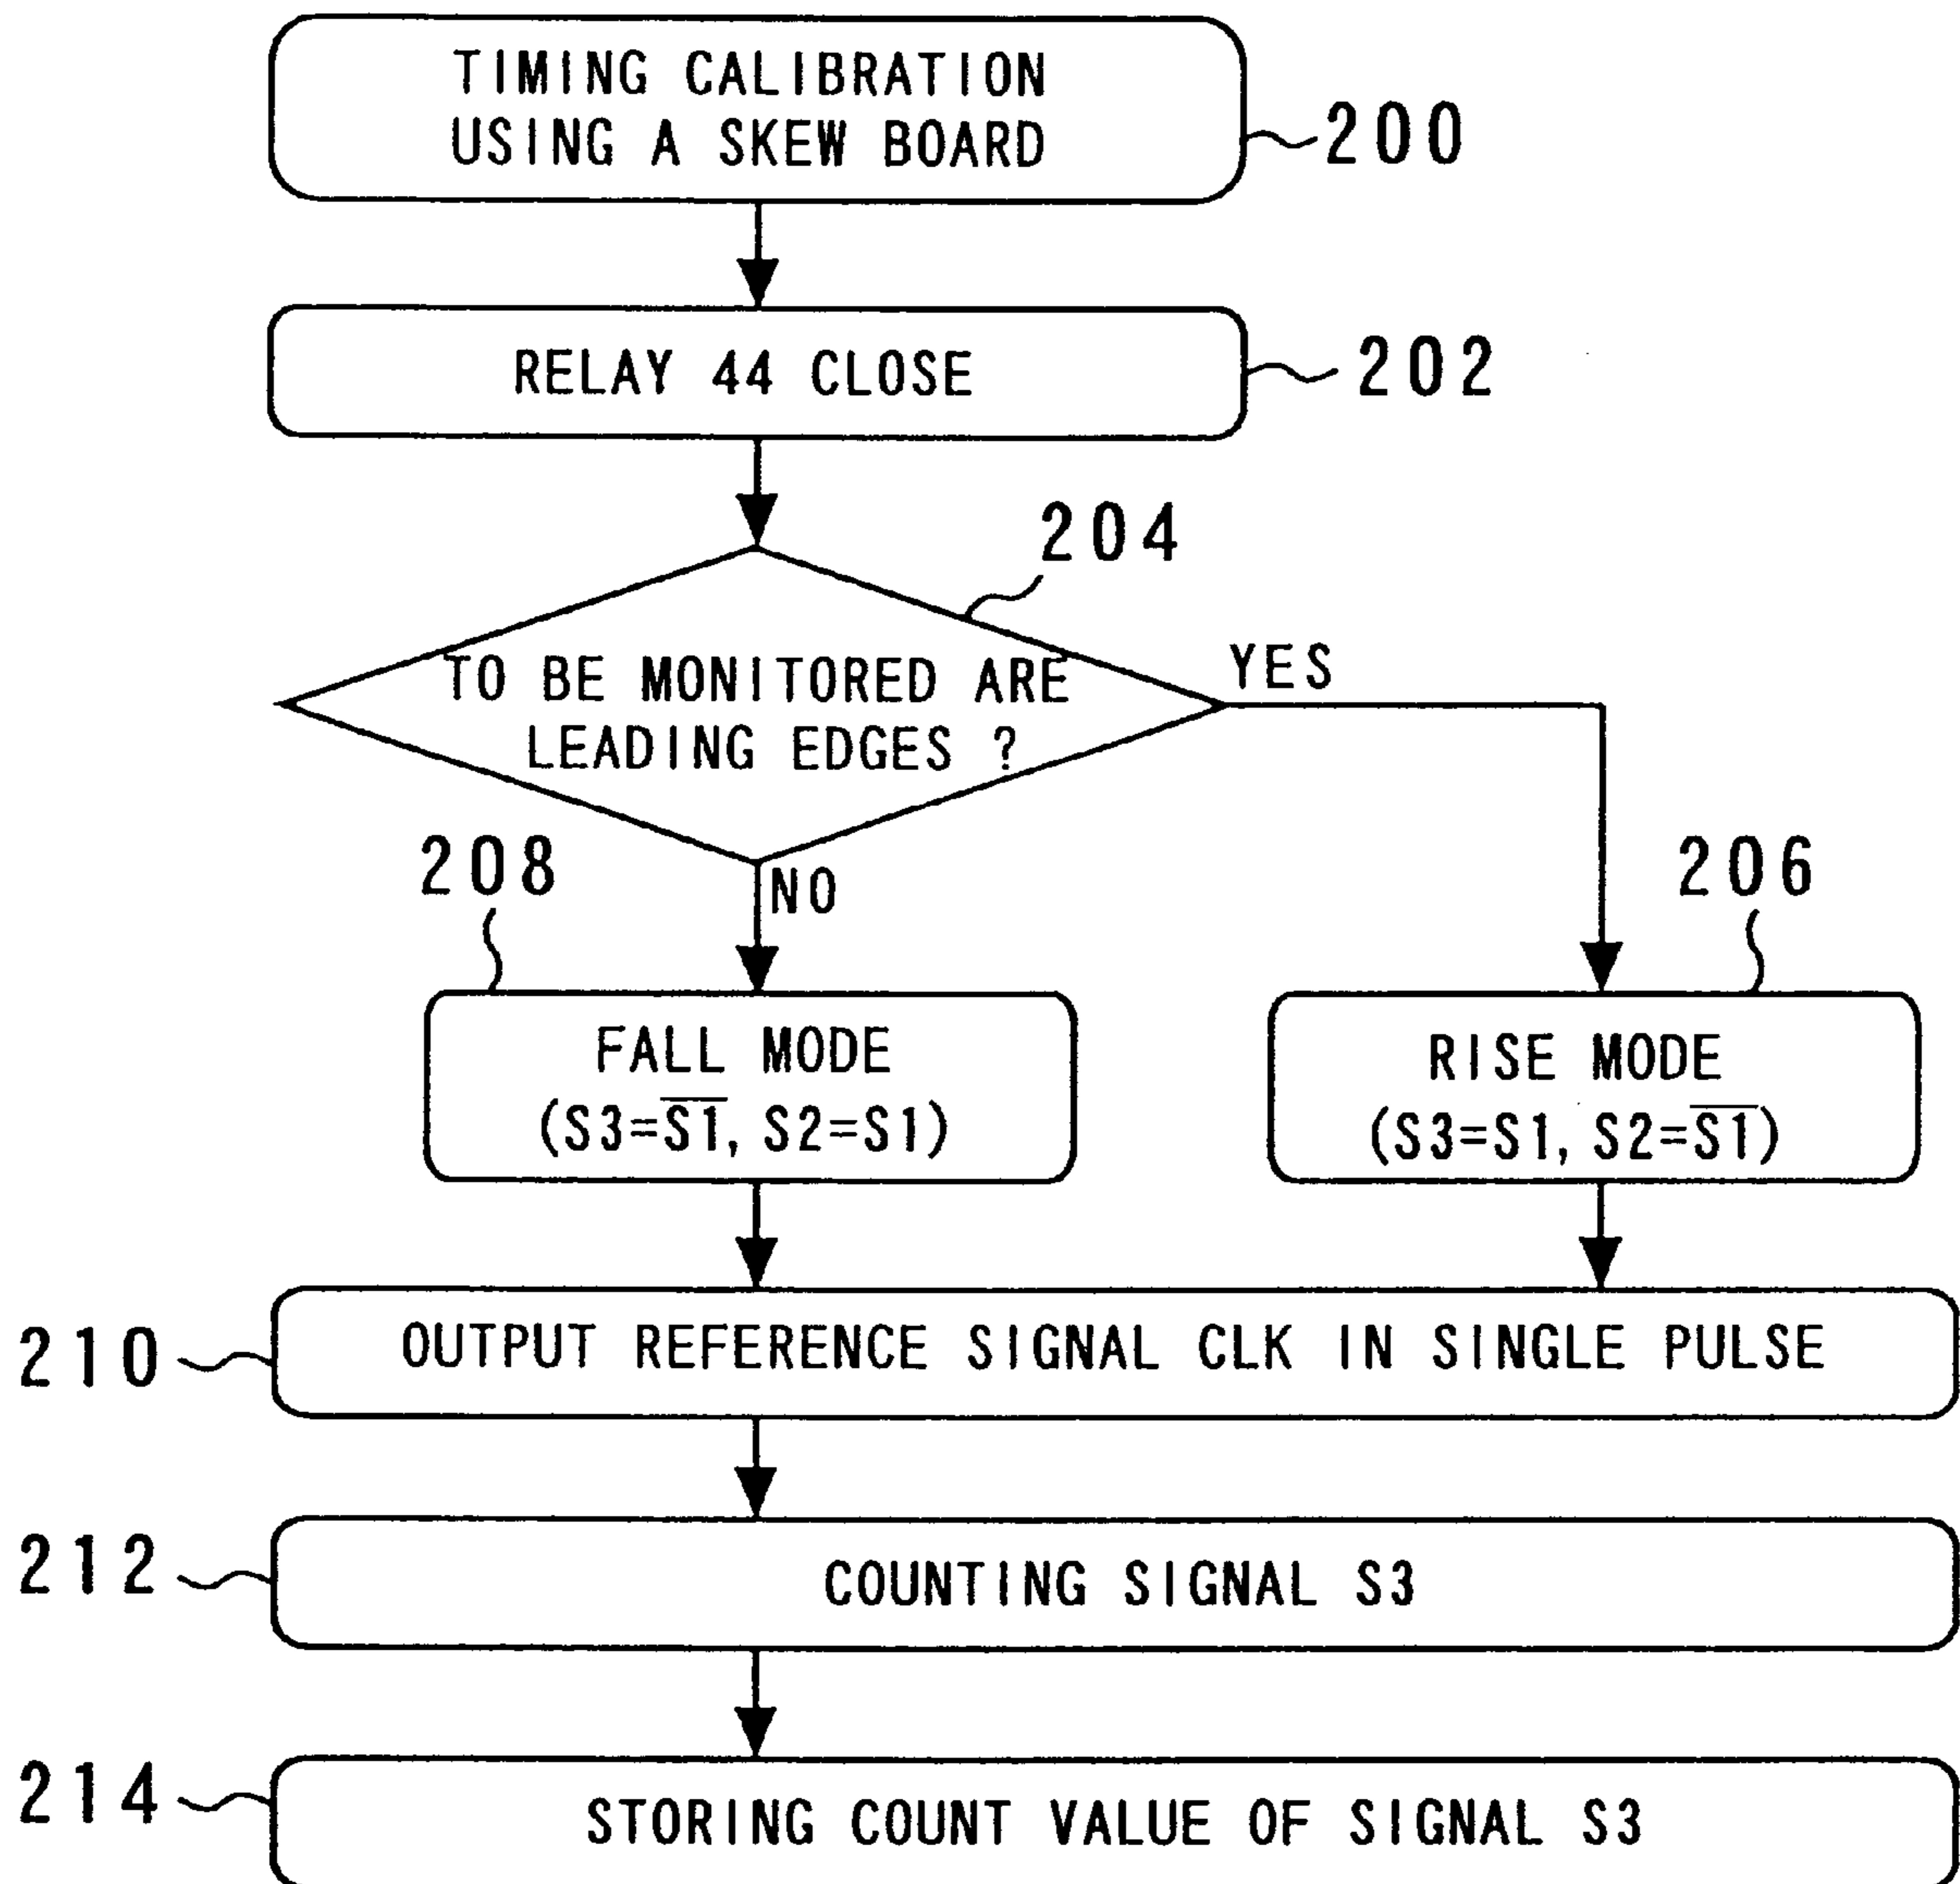 TIMING CALIBRATION
USING A SKEW BOARD
200
RELAY 44 CLOSE
202
204
TO BE MONITORED ARE
LEADING EDGES ?
YES
NO
208
206
FALL MODE
(S3=S̅1̅, S2=S1)
RISE MODE
(S3=S1, S2=S̅1̅)
210
OUTPUT REFERENCE SIGNAL CLK IN SINGLE PULSE
212
COUNTING SIGNAL S3
214
STORING COUNT VALUE OF SIGNAL S3